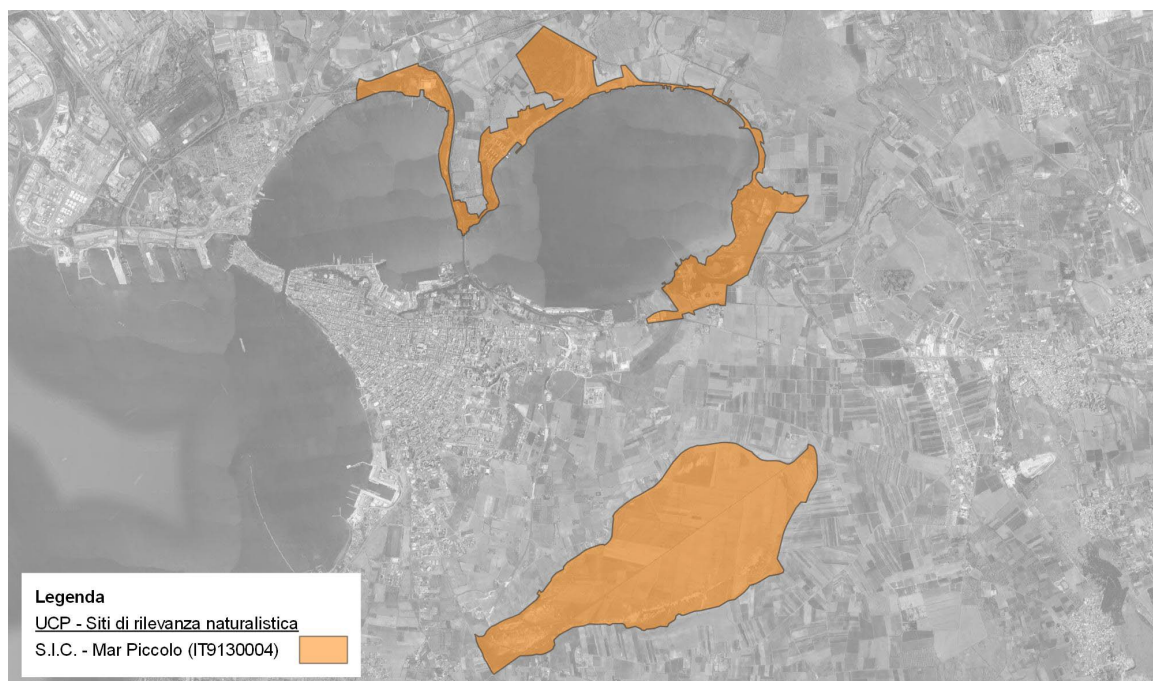 Legenda
UCP - Siti di rilevanza naturalistica
S.I.C. - Mar Piccolo (IT9130004)